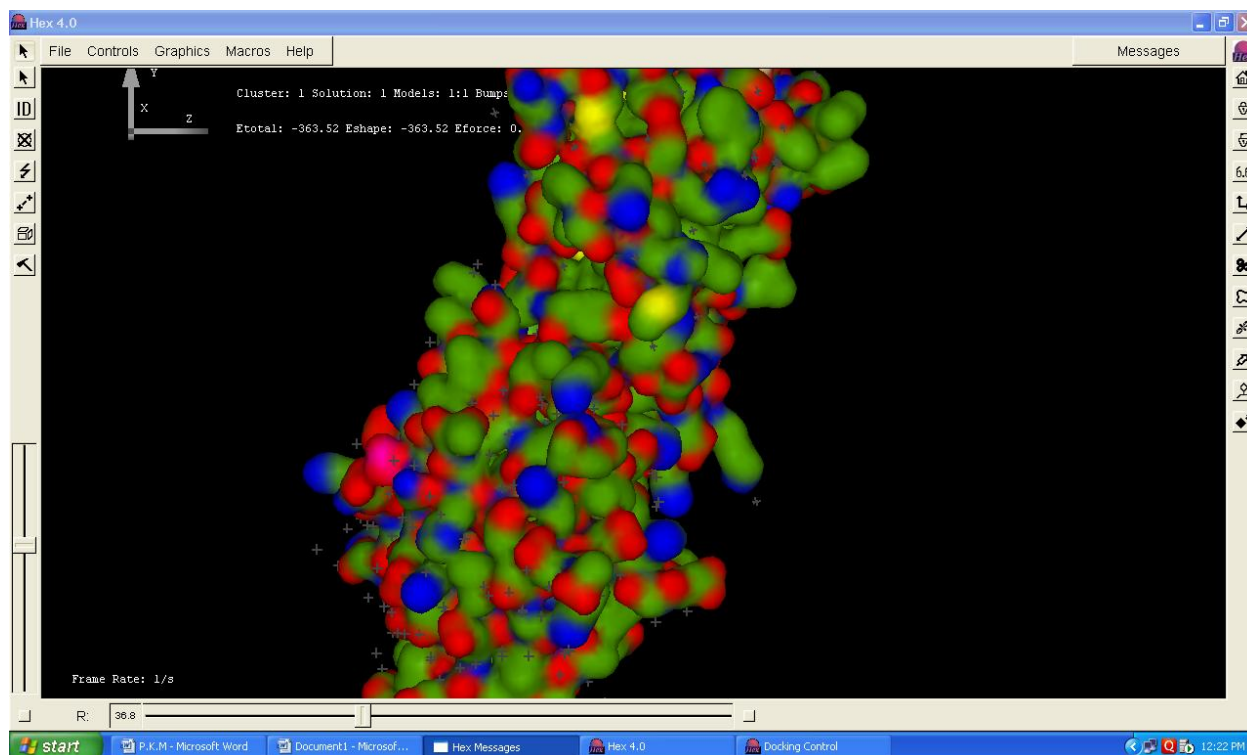 Hex 4.0
File Controls Graphics Macros Help
Messages
ID
Y
X
Z
Cluster: 1 Solution: 1 Models: 1:1 Bumps
Etotal: -363.52 Eshape: -363.52 Eforce: 0.
Frame Rate: 1/s
R: 36.8
start
P.K.M - Microsoft Word
Document1 - Microsof...
Hex Messages
Hex 4.0
Docking Control
12:22 PM